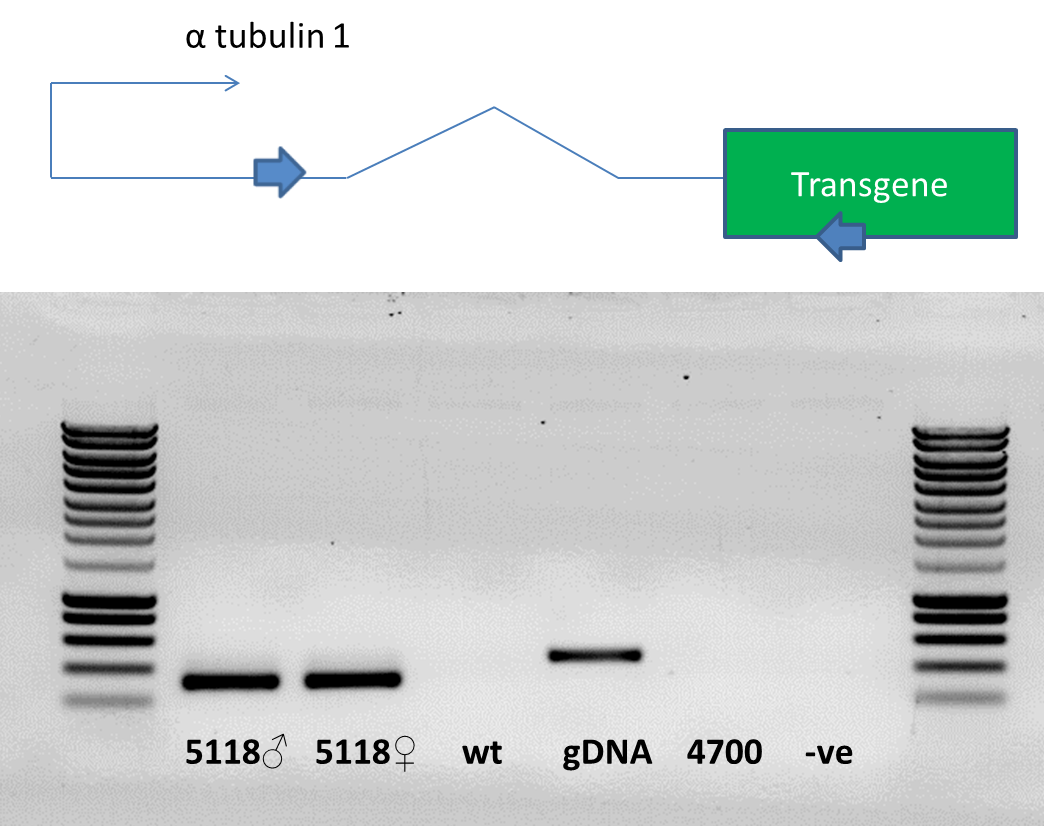 α tubulin 1
Transgene
5118♂ 5118♀ wt gDNA 4700 -ve